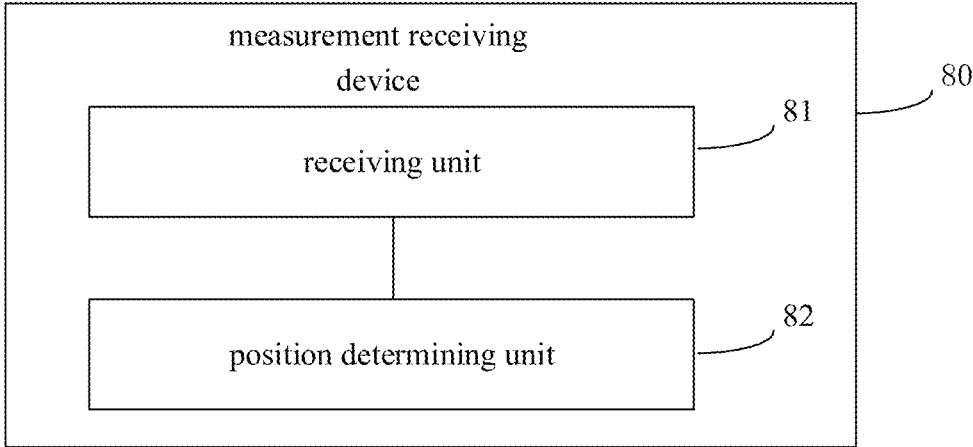 measurement receiving
device
80
81
receiving unit
82
position determining unit